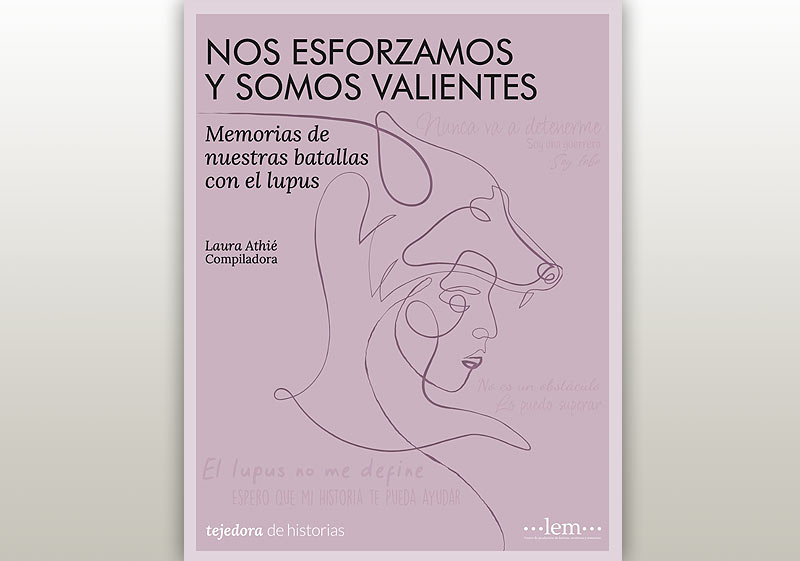 NOS ESFORZAMOS
Y SOMOS VALIENTES
Nunca va a detenerme
Soy una guerrera
Soy lobo
Memorias de
nuestras batallas
con el lupus
Laura Athié
Compiladora
No es un obstáculo
Lo puedo superar
El lupus no me define
ESPERO QUE MI HISTORIA TE PUEDA AYUDAR
tejedora de historias
...lem...